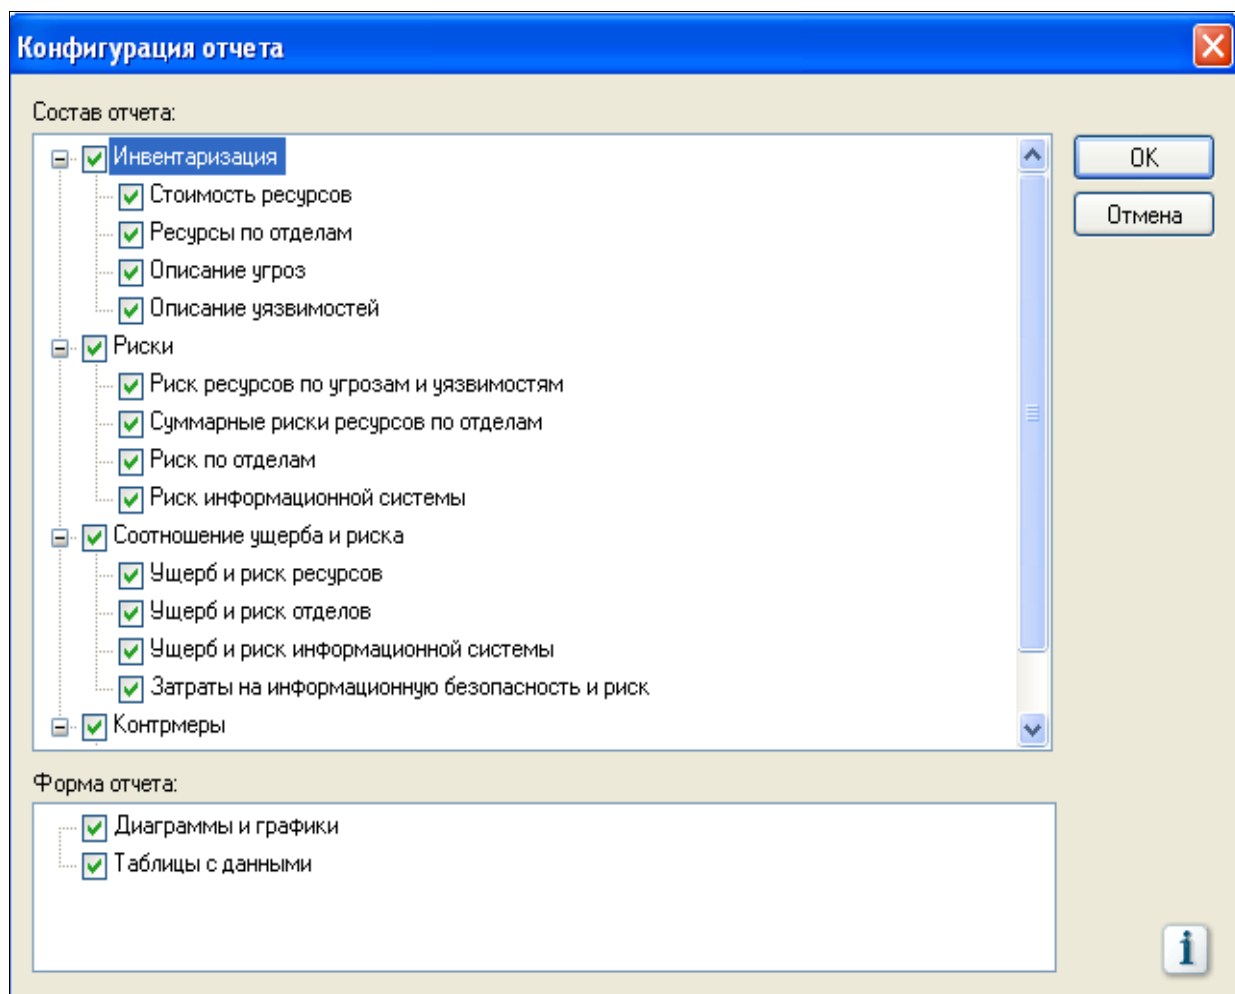 Конфигурация отчета
Состав отчета:
Инвентаризация
Стоимость ресурсов
Ресурсы по отделам
Описание угроз
Описание уязвимостей
Риски
Риск ресурсов по угрозам и уязвимостям
Суммарные риски ресурсов по отделам
Риск по отделам
Риск информационной системы
Соотношение ущерба и риска
Ущерб и риск ресурсов
Ущерб и риск отделов
Ущерб и риск информационной системы
Затраты на информационную безопасность и риск
Контрмеры
OK
Отмена
Форма отчета:
Диаграммы и графики
Таблицы с данными